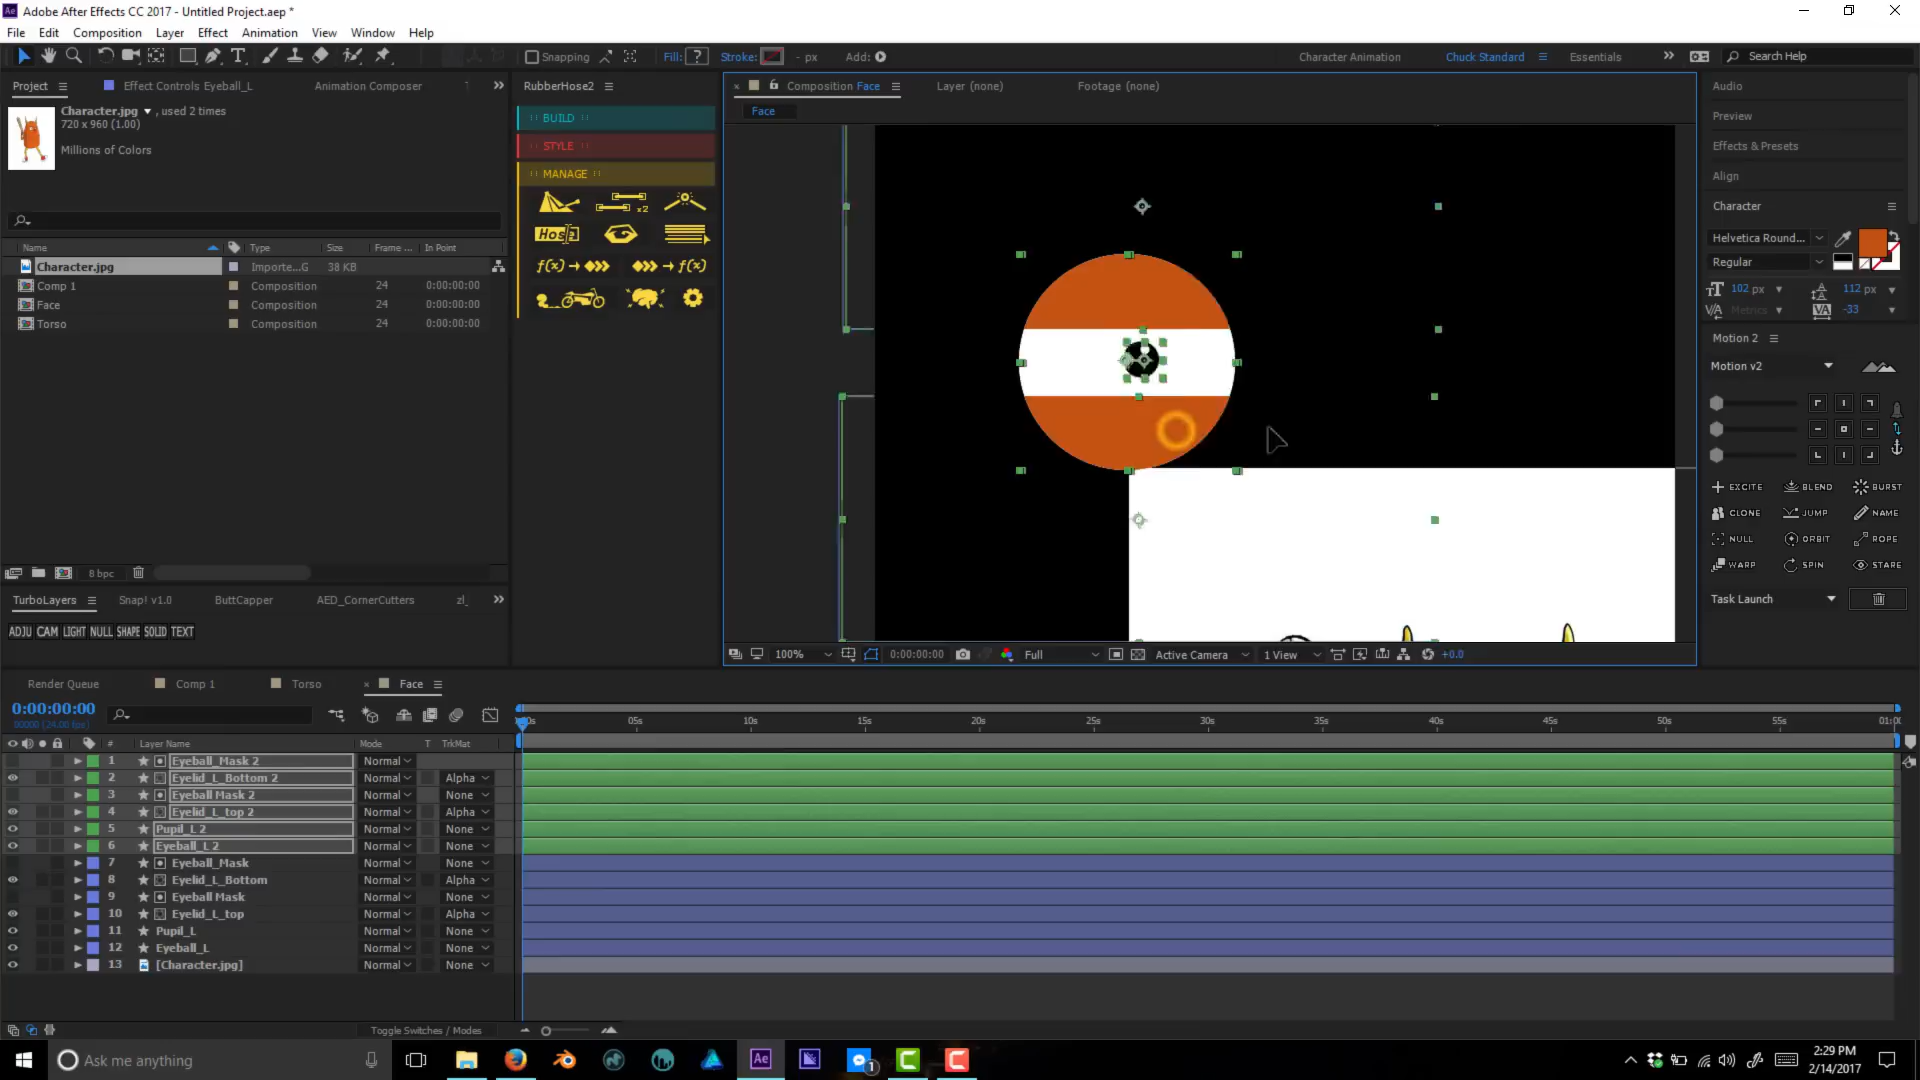 Adobe After Effects CC 2017 - Untitled Project.aep *
File Edit Composition Layer Effect Animation View Window Help
Snapping Fill: ? Stroke: - px Add: Character Animation Chuck Standard Essentials Search Help
Project Effect Controls Eyeball_L Animation Composer
Character.jpg , used 2 times
720 x 960 (1.00)
Millions of Colors
Name Type Size Frame ... In Point
Character.jpg Importe...G 38 KB
Comp 1 Composition 24 0:00:00:00
Face Composition 24 0:00:00:00
Torso Composition 24 0:00:00:00
8 bpc
TurboLayers Snap! v1.0 ButtCapper AED_CornerCutters zl_
ADJ CAM LIGHT NULL SHAPE SOLID TEXT
RubberHose2
BUILD
STYLE
MANAGE
x2
Hose
f(x) f(x)
Composition Face Layer (none) Footage (none)
Face
100% 0:00:00:00 Full Active Camera 1 View +0.0
Audio
Preview
Effects & Presets
Align
Character
Helvetica Round...
Regular
102 px 112 px
Metrics -33
Motion 2
Motion v2
EXCITE BLEND BURST
CLONE JUMP NAME
NULL ORBIT ROPE
WARP SPIN STARE
Task Launch
Render Queue Comp 1 Torso Face
0:00:00:00
00000 (24.00 fps)
05s 10s 15s 20s 25s 30s 35s 40s 45s 50s 55s 01:00
# Layer Name Mode T TrkMat
1 Eyeball_Mask 2 Normal
2 Eyelid_L_Bottom 2 Normal Alpha
3 Eyeball Mask 2 Normal None
4 Eyelid_L_top 2 Normal Alpha
5 Pupil_L 2 Normal None
6 Eyeball_L 2 Normal None
7 Eyeball_Mask Normal None
8 Eyelid_L_Bottom Normal Alpha
9 Eyeball Mask Normal None
10 Eyelid_L_top Normal Alpha
11 Pupil_L Normal None
12 Eyeball_L Normal None
13 [Character.jpg] Normal None
Toggle Switches / Modes
Ask me anything
Ae
1
2:29 PM
2/14/2017